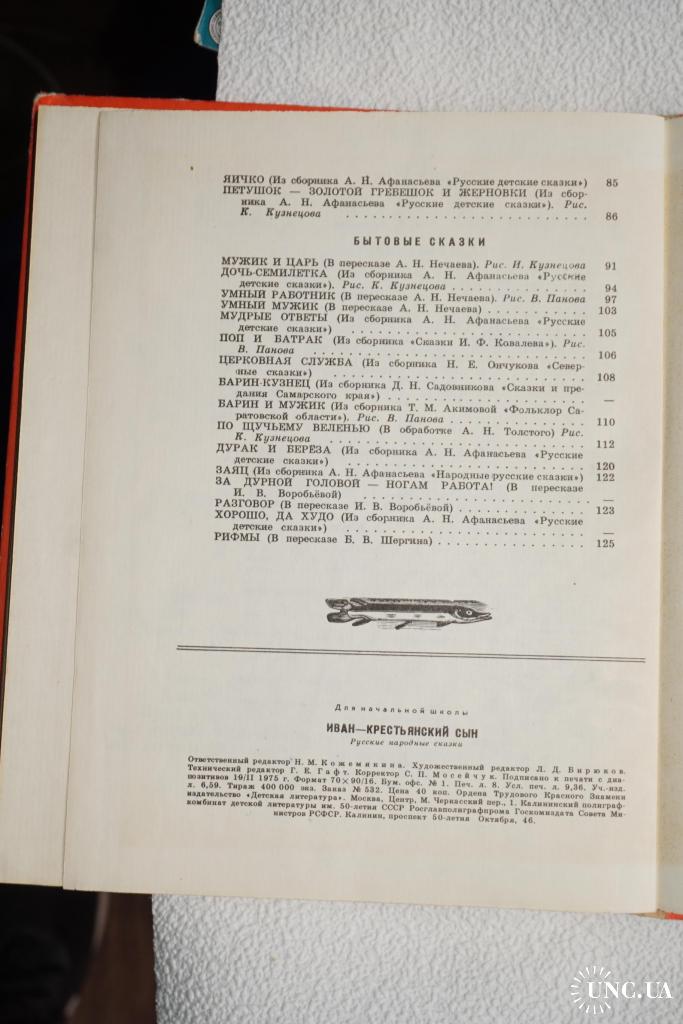 ЯИЧКО (Из сборника А. Н. Афанасьева «Русские детские сказки») 85
ПЕТУШОК — ЗОЛОТОЙ ГРЕБЕШОК И ЖЕРНОВКИ (Из сбор-
ника А. Н. Афанасьева «Русские детские сказки»). Рис.
К. Кузнецова . . . . . . . . . . . . . . . . . . . . . . 86
БЫТОВЫЕ СКАЗКИ
МУЖИК И ЦАРЬ (В пересказе А. Н. Нечаева). Рис. И. Кузнецова 91
ДОЧЬ-СЕМИЛЕТКА (Из сборника А. Н. Афанасьева «Русские
детские сказки»). Рис. К. Кузнецова . . . . . . . . . . . 94
УМНЫЙ РАБОТНИК (В пересказе А. Н. Нечаева). Рис. В. Панова 97
УМНЫЙ МУЖИК (В пересказе А. Н. Нечаева) . . . . . . . . 103
МУДРЫЕ ОТВЕТЫ (Из сборника А. Н. Афанасьева «Русские
детские сказки») . . . . . . . . . . . . . . . . . . . . 105
ПОП И БАТРАК (Из сборника «Сказки И. Ф. Ковалева»). Рис.
В. Панова . . . . . . . . . . . . . . . . . . . . . . . 106
ЦЕРКОВНАЯ СЛУЖБА (Из сборника Н. Е. Ончукова «Север-
ные сказки») . . . . . . . . . . . . . . . . . . . . . . 108
БАРИН-КУЗНЕЦ (Из сборника Д. Н. Садовникова «Сказки и пре-
дания Самарского края») . . . . . . . . . . . . . . . . —
БАРИН И МУЖИК (Из сборника Т. М. Акимовой «Фольклор Са-
ратовской области»). Рис. В. Панова . . . . . . . . . . . 110
ПО ЩУЧЬЕМУ ВЕЛЕНЬЮ (В обработке А. Н. Толстого) Рис.
К. Кузнецова . . . . . . . . . . . . . . . . . . . . . . 112
ДУРАК И БЕРЁЗА (Из сборника А. Н. Афанасьева «Русские
детские сказки») . . . . . . . . . . . . . . . . . . . . 120
ЗАЯЦ (Из сборника А. Н. Афанасьева «Народные русские сказки») 122
ЗА ДУРНОЙ ГОЛОВОЙ — НОГАМ РАБОТА! (В пересказе
И. В. Воробьёвой) . . . . . . . . . . . . . . . . . . . —
РАЗГОВОР (В пересказе И. В. Воробьёвой) . . . . . . . . . 123
ХОРОШО, ДА ХУДО (Из сборника А. Н. Афанасьева «Русские
детские сказки») . . . . . . . . . . . . . . . . . . . . —
РИФМЫ (В пересказе Б. В. Шергина) . . . . . . . . . . . . 125
Для начальной школы
ИВАН—КРЕСТЬЯНСКИЙ СЫН
Русские народные сказки
Ответственный редактор Н. М. Кожемякина. Художественный редактор Л. Д. Бирюков.
Технический редактор Г. Е. Гафт. Корректор С. П. Мосейчук. Подписано к печати с диа-
позитивов 19/II 1975 г. Формат 70×90/16. Бум. офс. № 1. Печ. л. 8. Усл. печ. л. 9,36. Уч.-изд.
л. 6,59. Тираж 400 000 экз. Заказ № 532. Цена 40 коп. Ордена Трудового Красного Знамени
издательство «Детская литература». Москва, Центр, М. Черкасский пер., 1. Калининский полиграф-
комбинат детской литературы им. 50-летия СССР Росглавполиграфпрома Госкомиздата Совета Ми-
нистров РСФСР. Калинин, проспект 50-летия Октября, 46.
UNC.UA